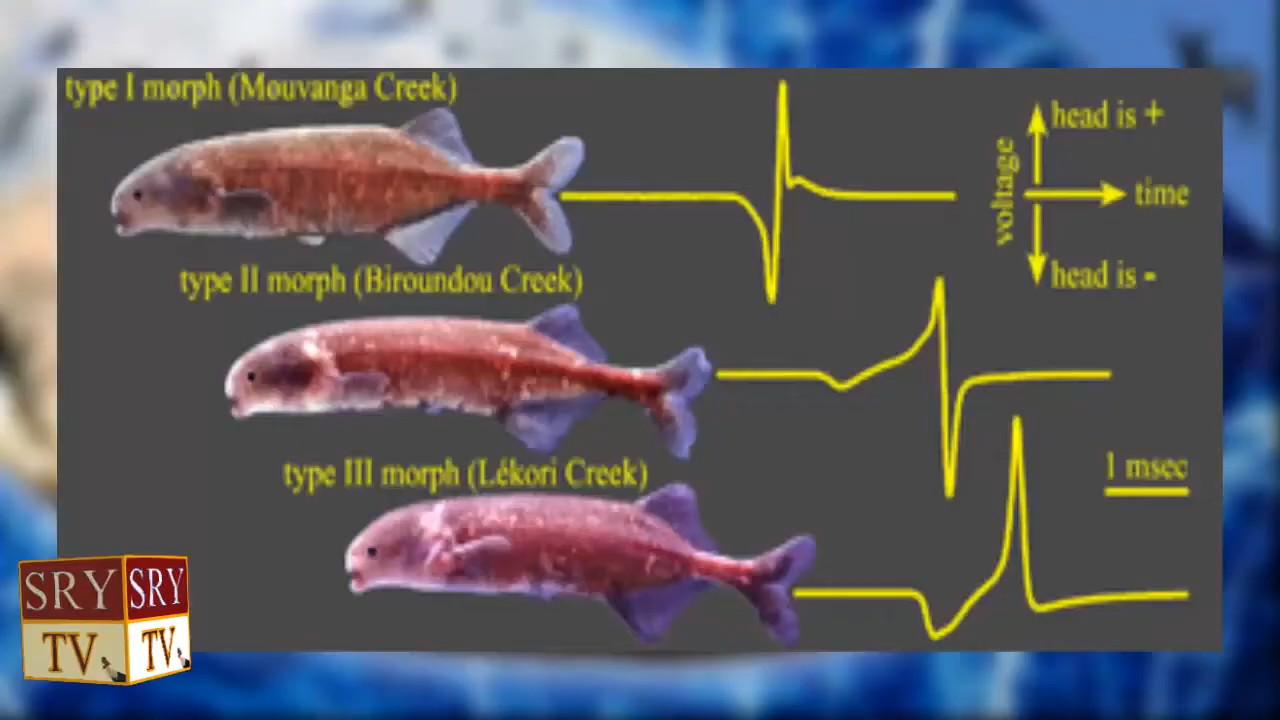 type I morph (Mouvanga Creek)
head is +
voltage
time
head is -
type II morph (Biroundou Creek)
1 msec
type III morph (Lékori Creek)
SRY SRY
TV TV